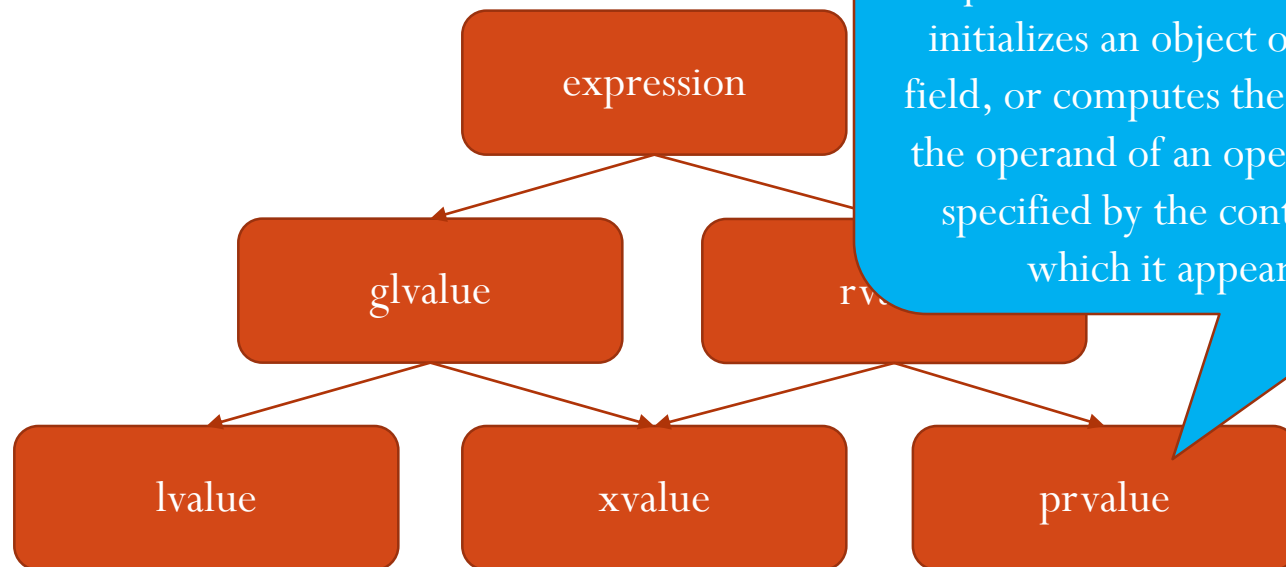 initializes an object o
expression
field, or computes the
the operand of an ope
specified by the cont
which it appear
glvalue
rv
lvalue
xvalue
prvalue